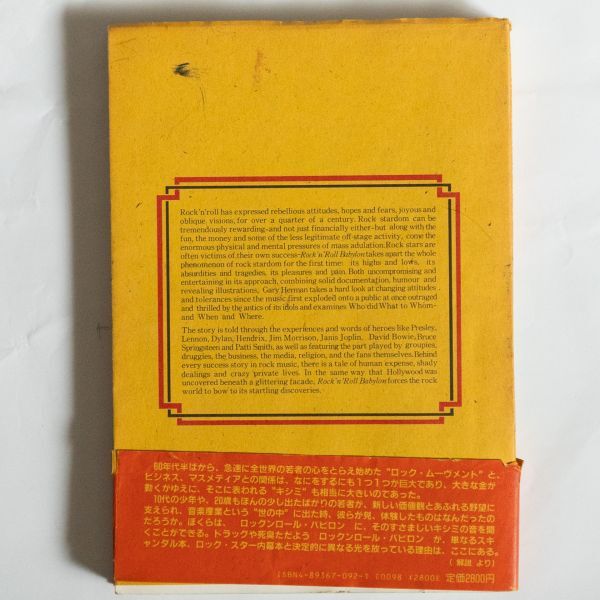 Rock'n'roll has expressed rebellious attitudes, hopes and fears, joyous and
oblique visions, for over a quarter of a century. Rock stardom can be
tremendously rewarding-and not just financially either-but along with the
fun, the money and some of the less legitimate off-stage activity, come the
enormous physical and mental pressures of mass adulation.Rock stars are
often victims of their own success-Rock'n'Roll Babylon takes apart the whole
phenomenon of rock stardom for the first time: its highs and lows, its
absurdities and tragedies, its pleasures and pain. Both uncompromising and
entertaining in its approach, combining solid documentation, humour and
revealing illustrations, Gary Herman takes a hard look at changing attitudes
and tolerances since the music first exploded onto a public at once outraged
and thrilled by the antics of its idols and examines Who did What to Whom-
and When and Where.
The story is told through the experiences and words of heroes like Presley,
Lennon, Dylan, Hendrix, Jim Morrison, Janis Joplin, David Bowie, Bruce
Springsteen and Patti Smith, as well as featuring the part played by groupies,
druggies, the business, the media, religion, and the fans themselves. Behind
every success story in rock music, there is a tale of human expense, shady
dealings and crazy private lives. In the same way that Hollywood was
uncovered beneath a glittering facade, Rock'n'Roll Babylon forces the rock
world to bow to its startling discoveries.
60年代半ばから、急速に全世界の若者の心をとらえ始めた“ロック・ムーヴメント”と、
ビジネス、マスメディアとの関係は、なにをするにも1つ1つが巨大であり、大きな金が
動くがゆえに、そこに表われる“キシミ”も相当に大きいのであった。
10代の少年や、20歳もほんの少し出たばかりの若者が、新しい価値観とあふれる野望に
支えられ、音楽産業という“世の中”に出た時、彼らが見、体験したものはなんだったの
だろうか。ぼくらは、ロックンロール・バビロン に、そのすさましいキシミの音を聞
くことができる。ドラッグや死臭ただよう ロックンロール・バビロン が、単なるスキ
ャンダル本、ロック・スター内幕本と決定的に異なる光を放っている理由は、ここにある。
(解説 より)
ISBN4-89367-092-1 C0098 ¥2800E 定価2800円